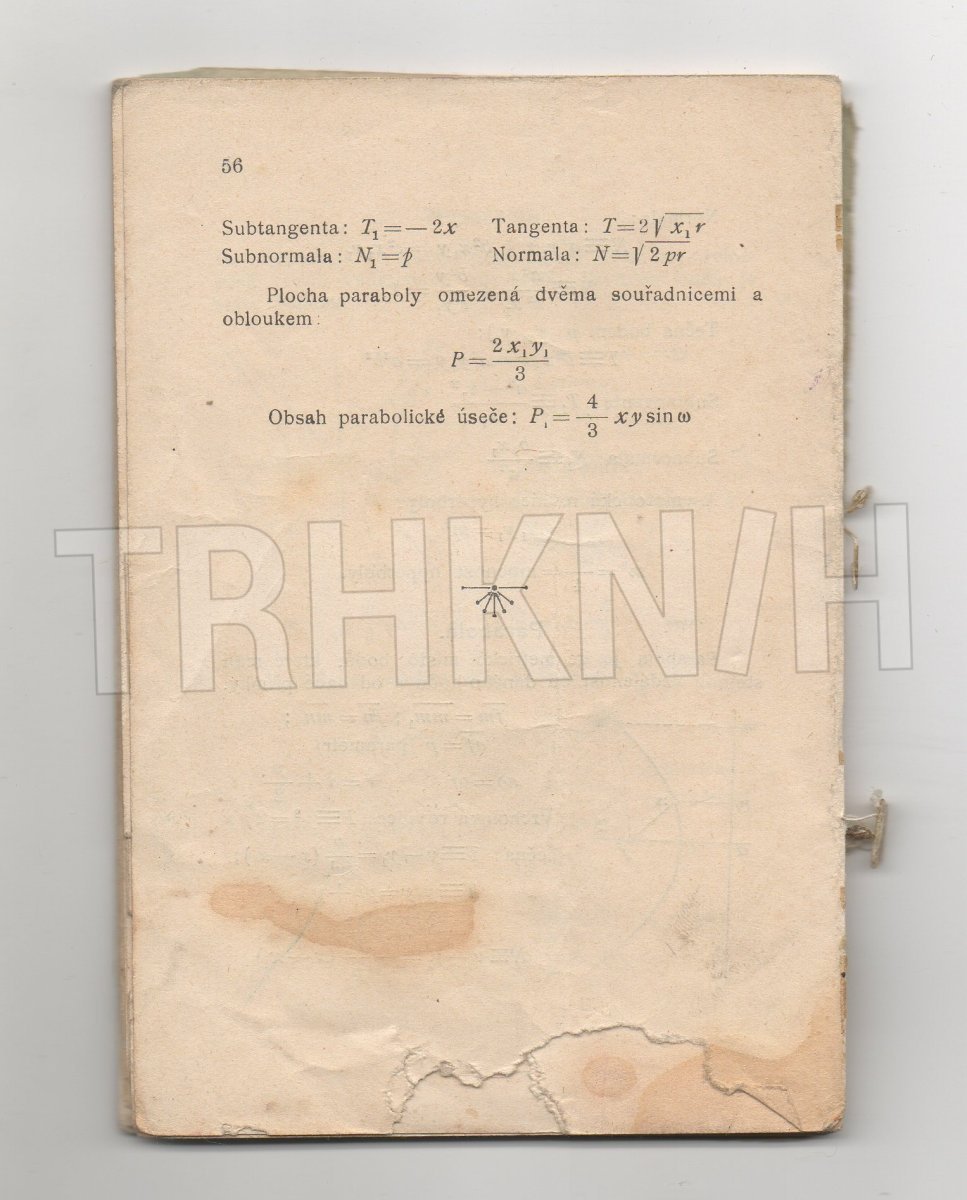 56
Subtangenta: T₁=—2x Tangenta: T=2√x₁r
Subnormala: N₁=p Normala: N=√2pr
Plocha paraboly omezená dvěma souřadnicemi a
obloukem:
P=2x₁y₁/3
Obsah parabolické úseče: P₁=4/3 xy sin ω
TRHKNIH